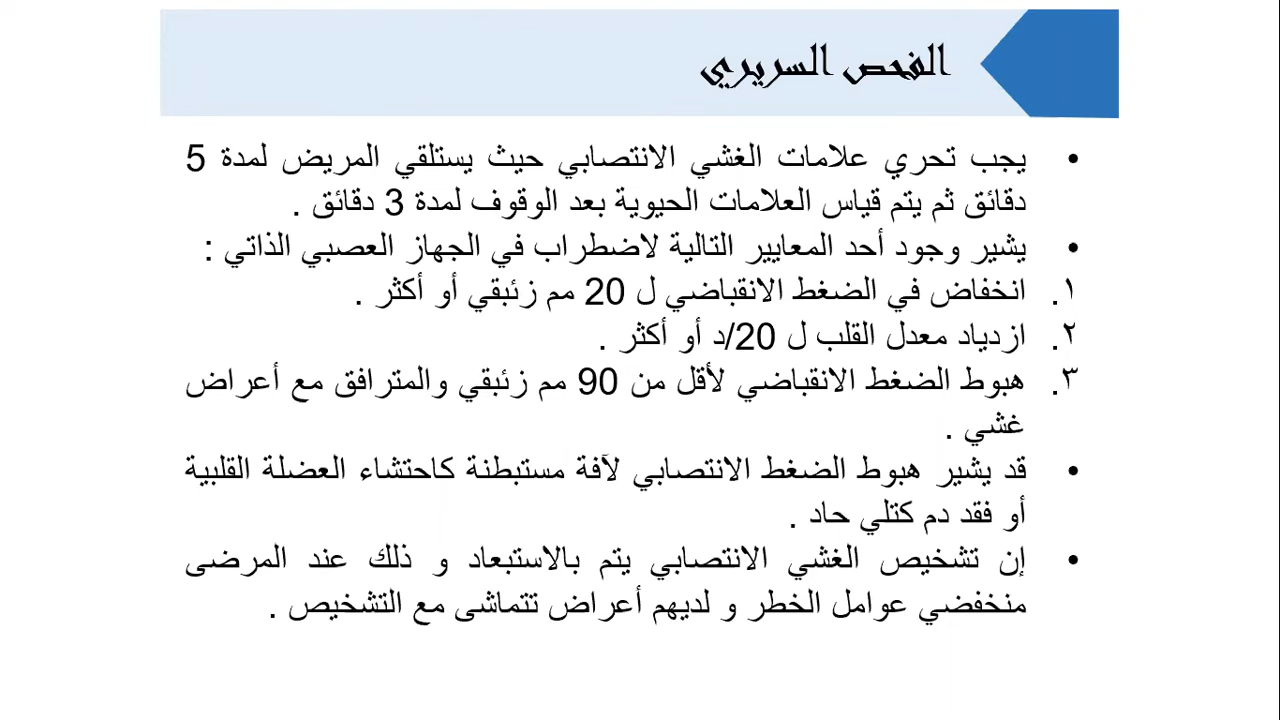 الفحص السريري
• يجب تحري علامات الغشي الانتصابي حيث يستلقي المريض لمدة 5
دقائق ثم يتم قياس العلامات الحيوية بعد الوقوف لمدة 3 دقائق .
• يشير وجود أحد المعايير التالية لاضطراب في الجهاز العصبي الذاتي :
١. انخفاض في الضغط الانقباضي ل 20 مم زئبقي أو أكثر .
٢. ازدياد معدل القلب ل 20/د أو أكثر .
٣. هبوط الضغط الانقباضي لأقل من 90 مم زئبقي والمترافق مع أعراض
غشي .
• قد يشير هبوط الضغط الانتصابي لآفة مستبطنة كاحتشاء العضلة القلبية
أو فقد دم كتلي حاد .
• إن تشخيص الغشي الانتصابي يتم بالاستبعاد و ذلك عند المرضى
منخفضي عوامل الخطر و لديهم أعراض تتماشى مع التشخيص .